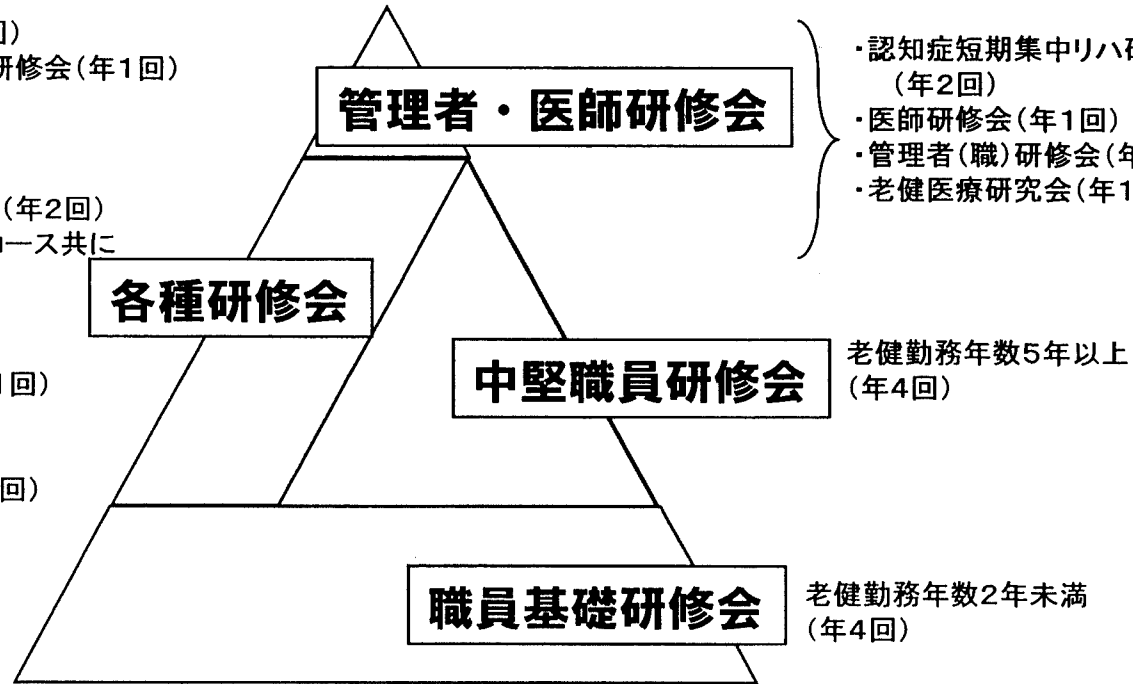 回)
研修会(年1回)
(年2回)
コース共に
回)
回)
管理者・医師研修会
・認知症短期集中リハ
(年2回)
・医師研修会(年1回)
・管理者(職)研修会(年
・老健医療研究会(年1
各種研修会
中堅職員研修会
老健勤務年数5年以上
(年4回)
職員基礎研修会
老健勤務年数2年未満
(年4回)